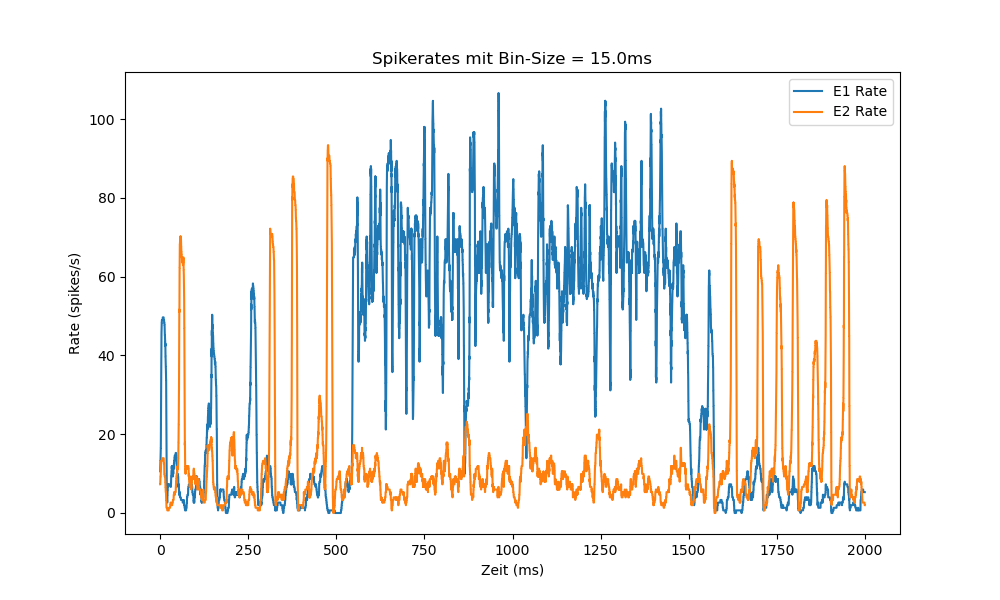 Spikerates mit Bin-Size = 15.0ms
E1 Rate
E2 Rate
Rate (spikes/s)
100
80
60
40
20
0
0 250 500 750 1000 1250 1500 1750 2000
Zeit (ms)